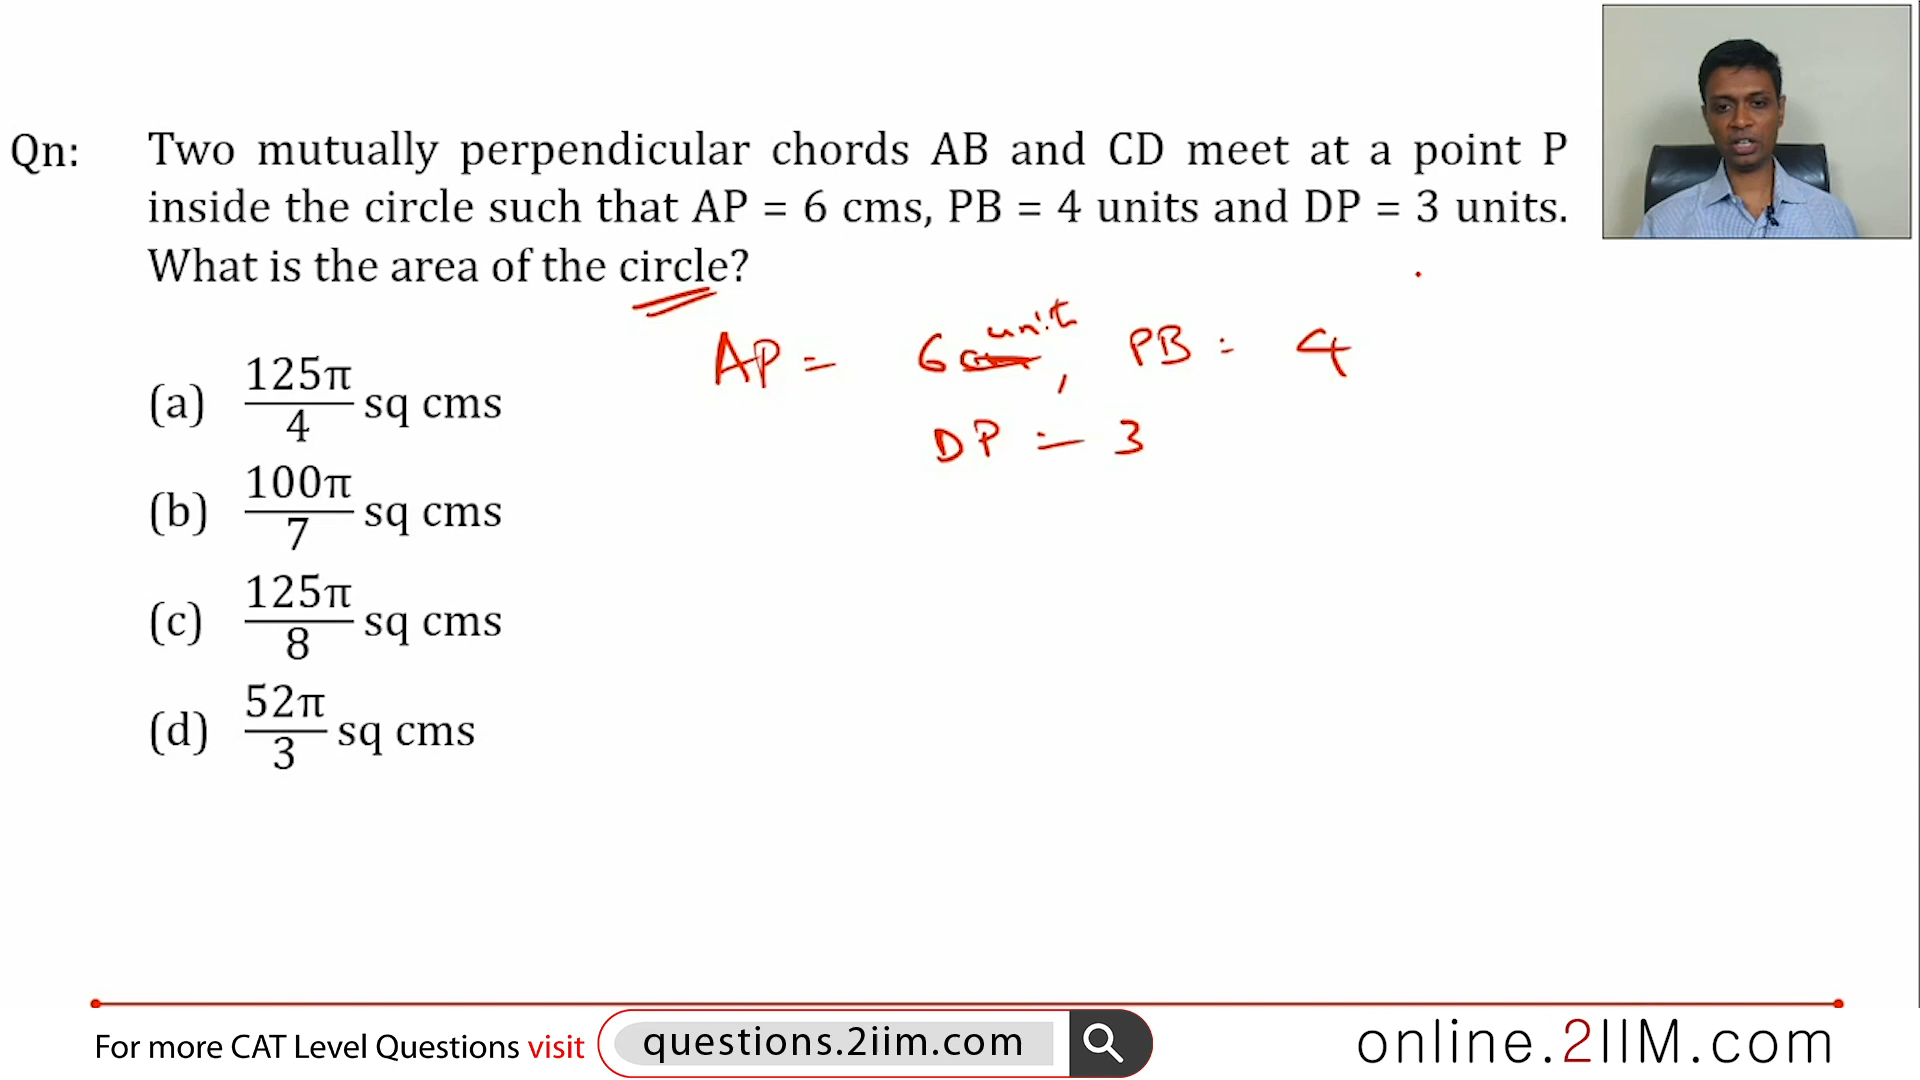 Qn: Two mutually perpendicular chords AB and CD meet at a point P
inside the circle such that AP = 6 cms, PB = 4 units and DP = 3 units.
What is the area of the circle?
AP = 6 unit, PB = 4
DP = 3
(a) 125π/4 sq cms
(b) 100π/7 sq cms
(c) 125π/8 sq cms
(d) 52π/3 sq cms
For more CAT Level Questions visit questions.2iim.com
online.2IIM.com